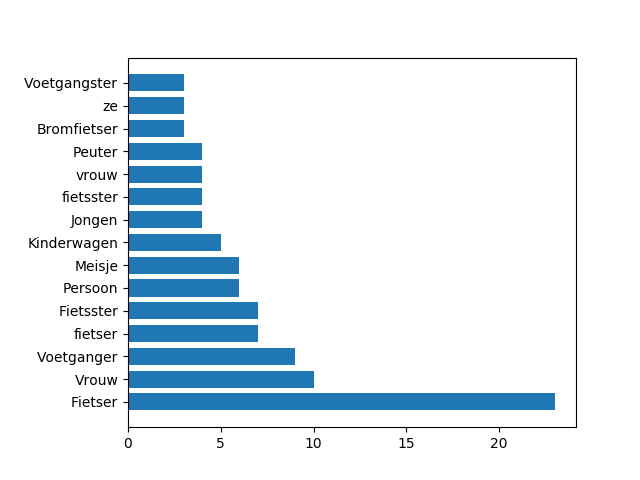 Voetgangster
ze
Bromfietser
Peuter
vrouw
fietsster
Jongen
Kinderwagen
Meisje
Persoon
Fietsster
fietser
Voetganger
Vrouw
Fietser
0 5 10 15 20